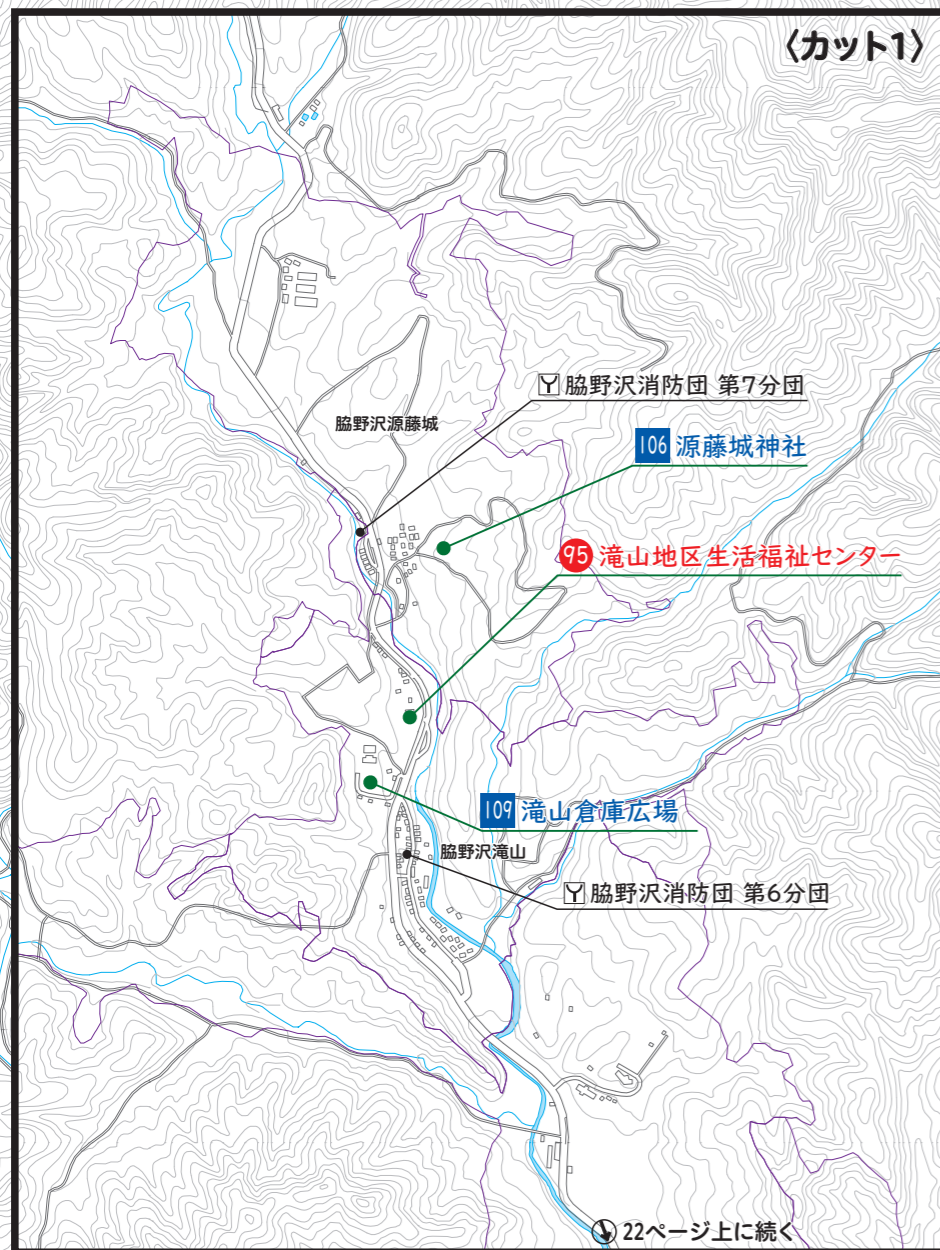 〈カット1〉
脇野沢消防団 第7分団
脇野沢源藤城
106 源藤城神社
95 滝山地区生活福祉センター
109 滝山倉庫広場
脇野沢滝山
脇野沢消防団 第6分団
22ページ上に続く